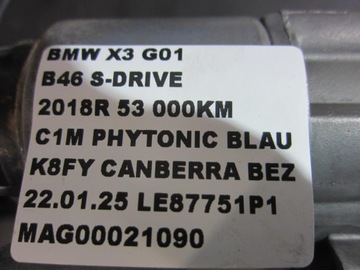 BMW X3 G01
B46 S-DRIVE
2018R 53 000KM
C1M PHYTONIC BLAU
K8FY CANBERRA BEZ
22.01.25 LE87751P1
MAG00021090